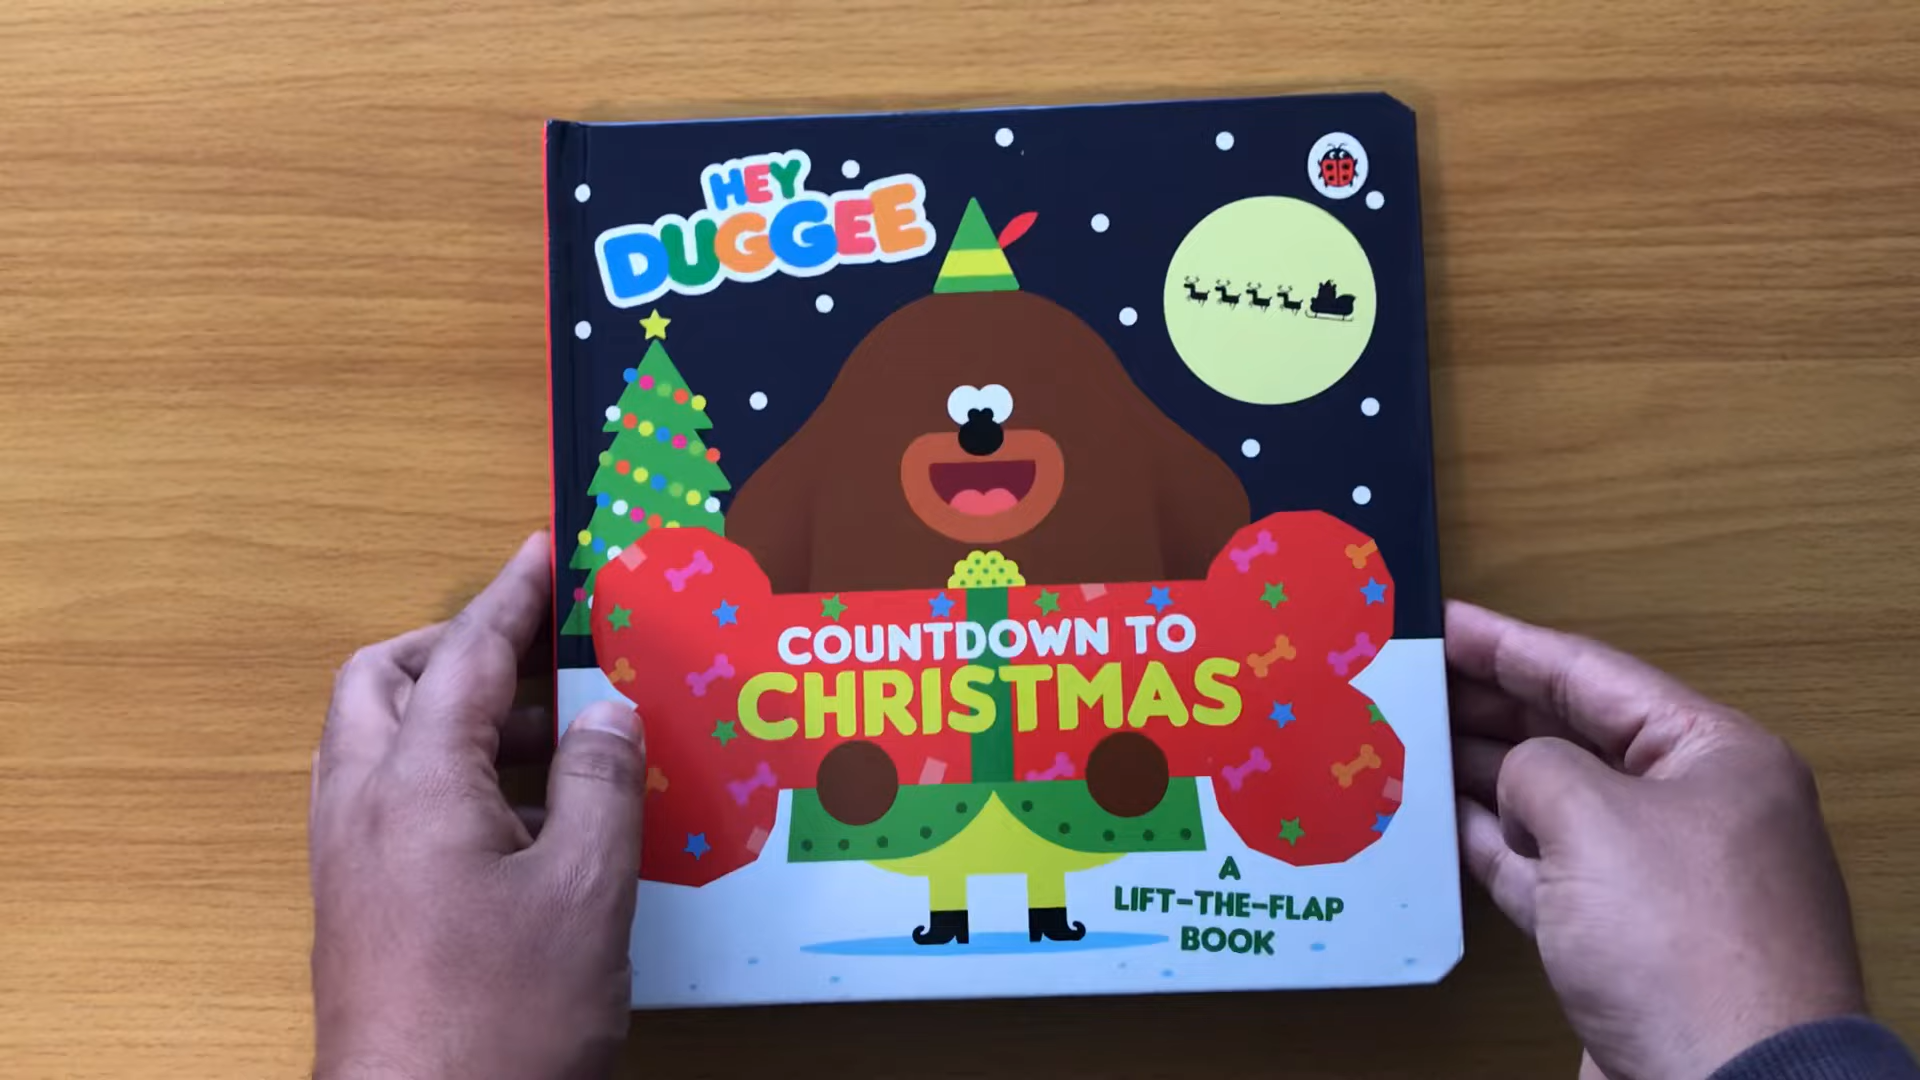 HEY
DUGGEE
COUNTDOWN TO
CHRISTMAS
A
LIFT-THE-FLAP
BOOK